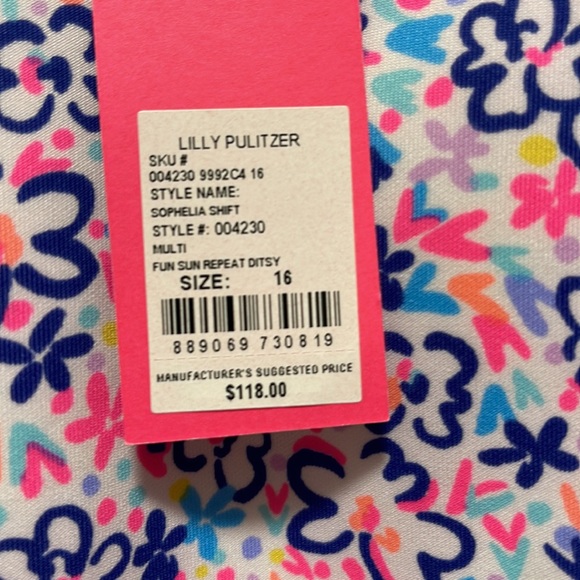 LILLY PULITZER
SKU #
004230 9992C4 16
STYLE NAME:
SOPHELIA SHIFT
STYLE #: 004230
MULTI
FUN SUN REPEAT DITSY
SIZE: 16
889069 730819
MANUFACTURER'S SUGGESTED PRICE
$118.00